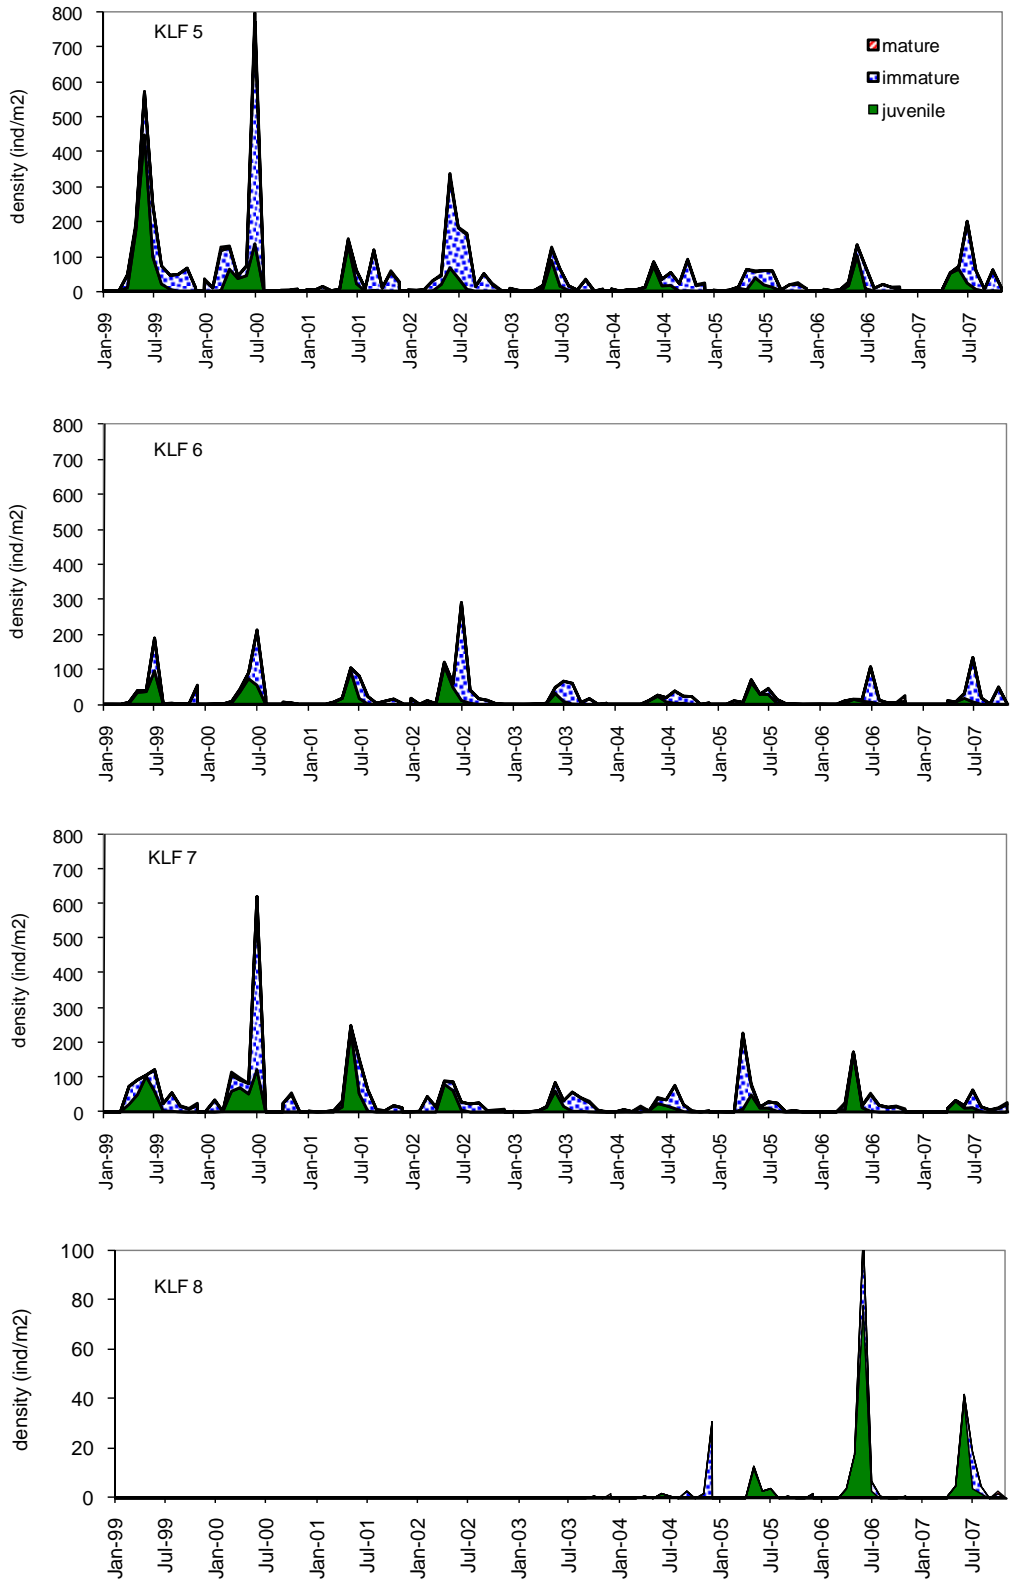 KLF 5
mature
immature
juvenile
density (ind/m2)
800
700
600
500
400
300
200
100
0
Jan-99 Jul-99 Jan-00 Jul-00 Jan-01 Jul-01 Jan-02 Jul-02 Jan-03 Jul-03 Jan-04 Jul-04 Jan-05 Jul-05 Jan-06 Jul-06 Jan-07 Jul-07
KLF 6
density (ind/m2)
800
700
600
500
400
300
200
100
0
Jan-99 Jul-99 Jan-00 Jul-00 Jan-01 Jul-01 Jan-02 Jul-02 Jan-03 Jul-03 Jan-04 Jul-04 Jan-05 Jul-05 Jan-06 Jul-06 Jan-07 Jul-07
KLF 7
density (ind/m2)
800
700
600
500
400
300
200
100
0
Jan-99 Jul-99 Jan-00 Jul-00 Jan-01 Jul-01 Jan-02 Jul-02 Jan-03 Jul-03 Jan-04 Jul-04 Jan-05 Jul-05 Jan-06 Jul-06 Jan-07 Jul-07
KLF 8
density (ind/m2)
100
80
60
40
20
0
Jan-99 Jul-99 Jan-00 Jul-00 Jan-01 Jul-01 Jan-02 Jul-02 Jan-03 Jul-03 Jan-04 Jul-04 Jan-05 Jul-05 Jan-06 Jul-06 Jan-07 Jul-07